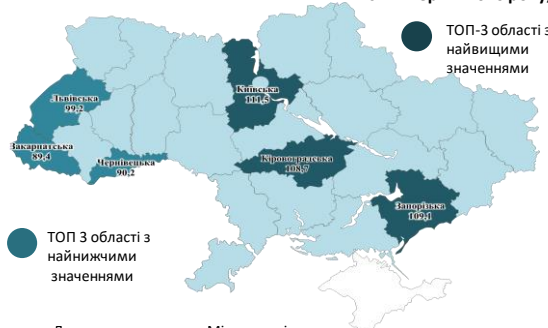 ТОП-3 області з
найвищими
значеннями
Львівська
99,2
Київська
111,5
Закарпатська
89,4
Чернівецька
90,2
Кіровоградська
108,7
Запорізька
109,1
ТОП 3 області з
найнижчими
значеннями